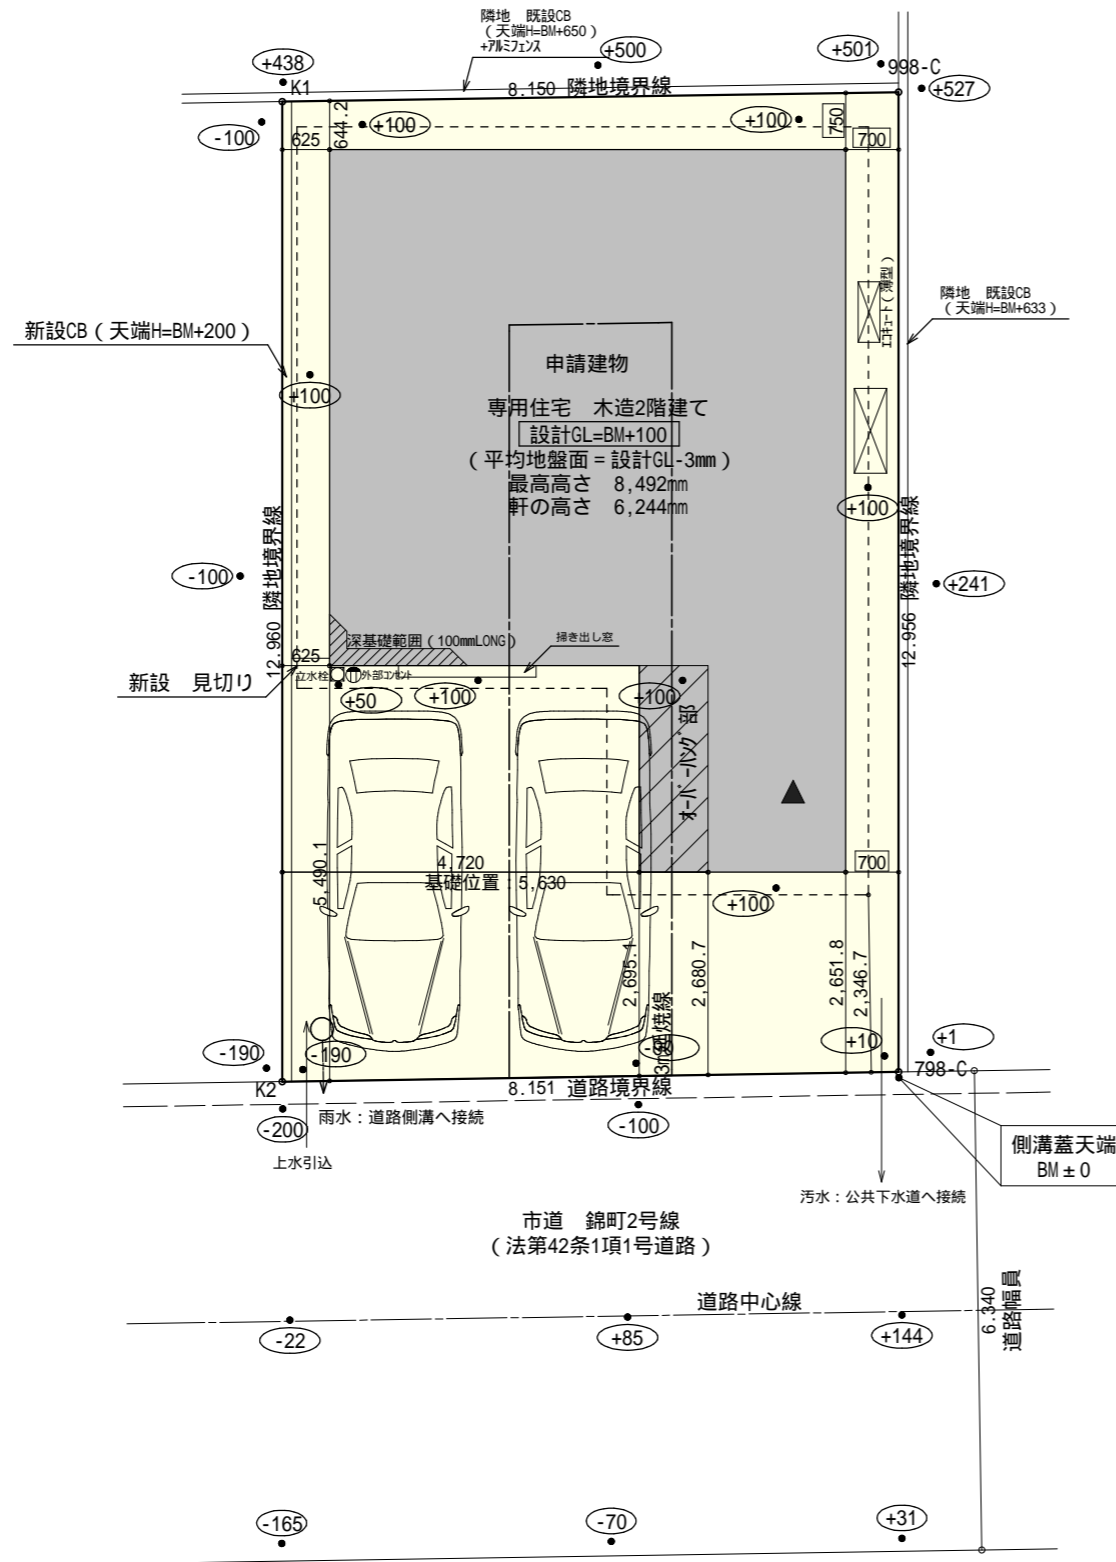 隣地 既設CB
（天端H=BM+650）
+アルミフェンス
+500
+501
+438
998-C
+527
K1
8.150 隣地境界線
-100
644.2
+100
+100
750
625
700
エコキュート（薄型）
隣地 既設CB
（天端H=BM+633）
新設CB（天端H=BM+200）
申請建物
+100
専用住宅 木造2階建て
設計GL=BM+100
（平均地盤面＝設計GL-3mm）
最高高さ 8,492mm
軒の高さ 6,244mm
+100
12.960 隣地境界線
12.956 隣地境界線
-100
+241
深基礎範囲（100mmLONG）
掃き出し窓
625
立水栓
外部コンセント
新設 見切り
+50
+100
+100
オーバーハング部
4,720
基礎位置：5,630
700
5,490.1
+100
2,695.1
2,680.7
2,651.8
2,346.7
-190
-190
+10
+1
798-C
K2
8.151 道路境界線
-200
雨水：道路側溝へ接続
-100
上水引込
側溝蓋天端
BM±0
汚水：公共下水道へ接続
市道 錦町2号線
（法第42条1項1号道路）
道路中心線
6.340
道路幅員
-22
+85
+144
-165
-70
+31